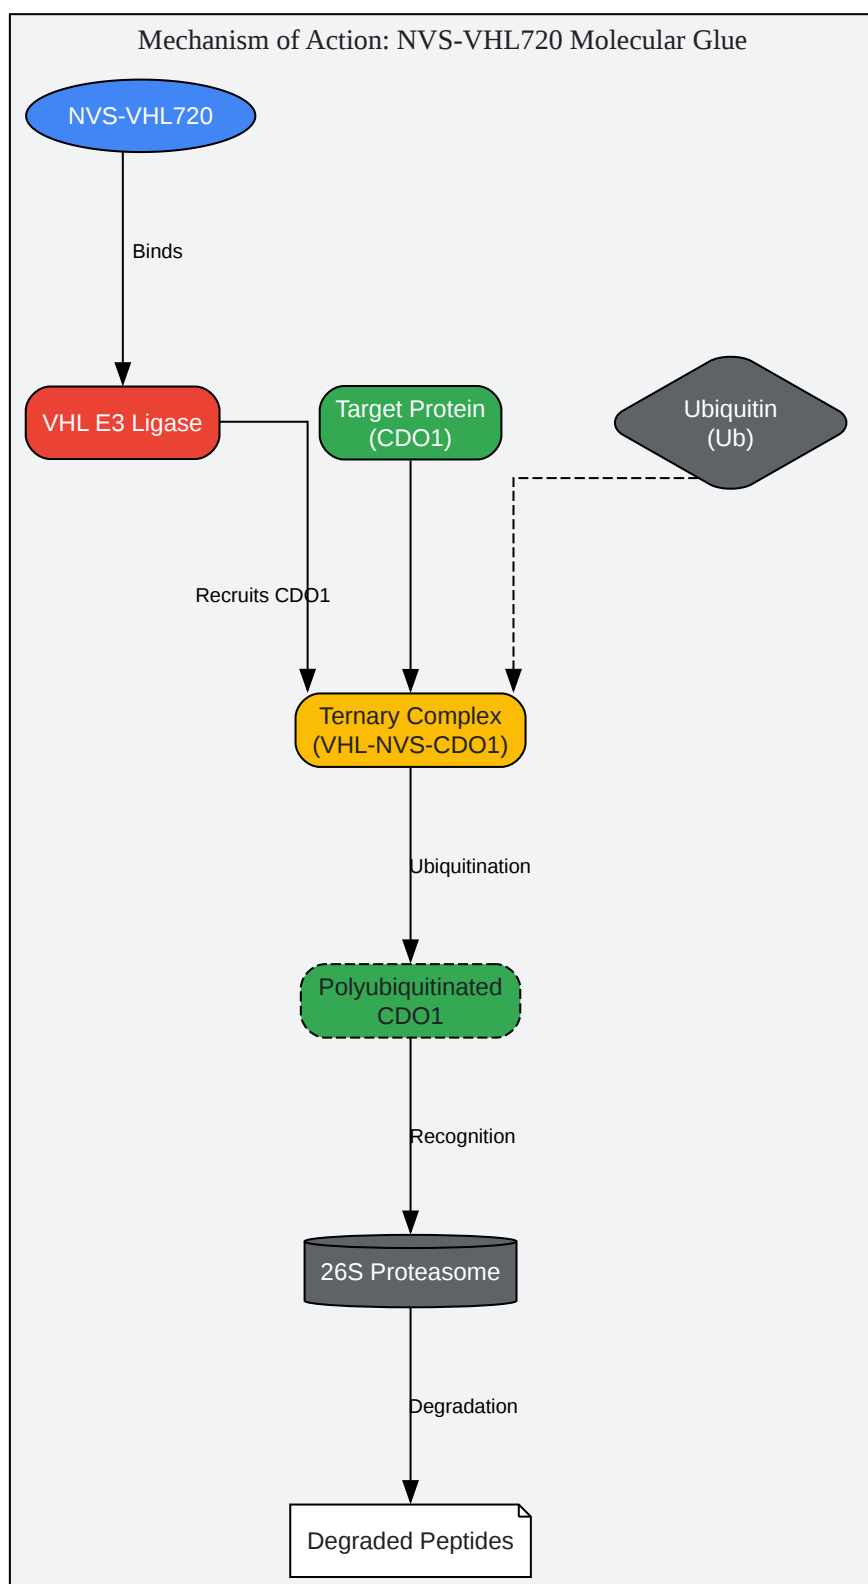 Mechanism of Action: NVS-VHL720 Molecular Glue
NVS-VHL720
Binds
VHL E3 Ligase
Target Protein
(CDO1)
Ubiquitin
(Ub)
Recruits CDO1
Ternary Complex
(VHL-NVS-CDO1)
Ubiquitination
Polyubiquitinated
CDO1
Recognition
26S Proteasome
Degradation
Degraded Peptides